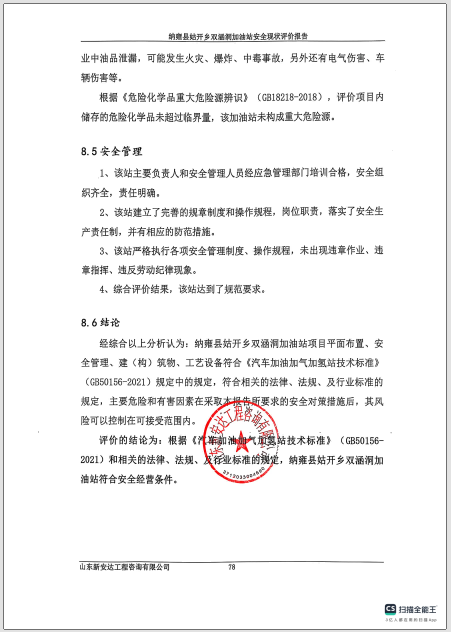 纳雍县姑开乡双涵洞加油站安全现状评价报告
业中油品泄漏，可能发生火灾、爆炸、中毒事故，另外还有电气伤害、车
辆伤害等。
根据《危险化学品重大危险源辨识》（GB18218-2018），评价项目内
储存的危险化学品未超过临界量，该加油站未构成重大危险源。
8.5 安全管理
1、该站主要负责人和安全管理人员经应急管理部门培训合格，安全组
织齐全，责任明确。
2、该站建立了完善的规章制度和操作规程，岗位职责，落实了安全生
产责任制，并有相应的防范措施。
3、该站严格执行各项安全管理制度、操作规程，未出现违章作业、违
章指挥、违反劳动纪律现象。
4、综合评价结果，该站达到了规范要求。
8.6 结论
经综合以上分析认为：纳雍县姑开乡双涵洞加油站项目平面布置、安
全管理、建（构）筑物、工艺设备符合《汽车加油加气加氢站技术标准》
（GB50156-2021）规定中的规定，符合相关的法律、法规、及行业标准的
规定，主要危险和有害因素在采取本报告所要求的安全对策措施后，其风
险可以控制在可接受范围内。
评价的结论为：根据《汽车加油加气加氢站技术标准》（GB50156-
2021）和相关的法律、法规、及行业标准的规定，纳雍县姑开乡双涵洞加
油站符合安全经营条件。
山东新安达工程咨询有限公司
山东新安达工程咨询有限公司 78
CS 扫描全能王
3亿人都在用的扫描App